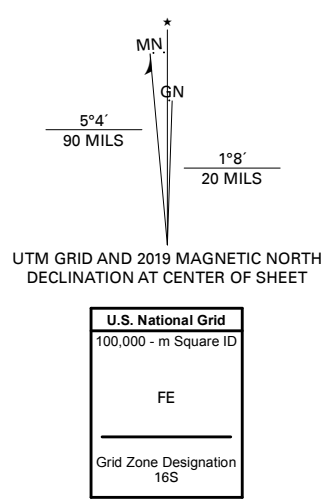 ★
M.N.
GN
5°4´
90 MILS
1°8´
20 MILS
UTM GRID AND 2019 MAGNETIC NORTH
DECLINATION AT CENTER OF SHEET
U.S. National Grid
100,000 - m Square ID
FE
Grid Zone Designation
16S